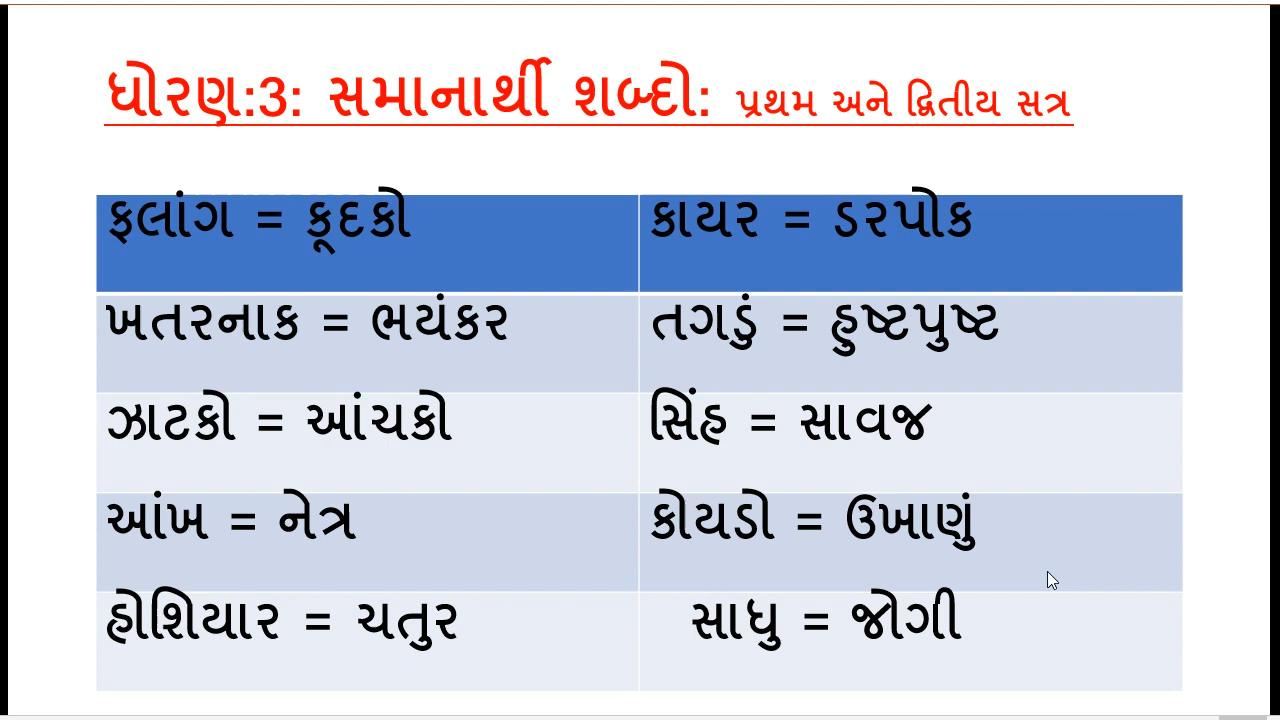 ધોરણ:3: સમાનાર્થી શબ્દો: પ્રથમ અને દ્વિતીય સત્ર
ફલાંગ = કૂદકો
કાયર = ડરપોક
ખતરનાક = ભયંકર
તગડું = હુષ્ટપુષ્ટ
ઝાટકો = આંચકો
સિંહ = સાવજ
આંખ = નેત્ર
કોયડો = ઉખાણું
હોશિયાર = ચતુર
સાધુ = જોગી